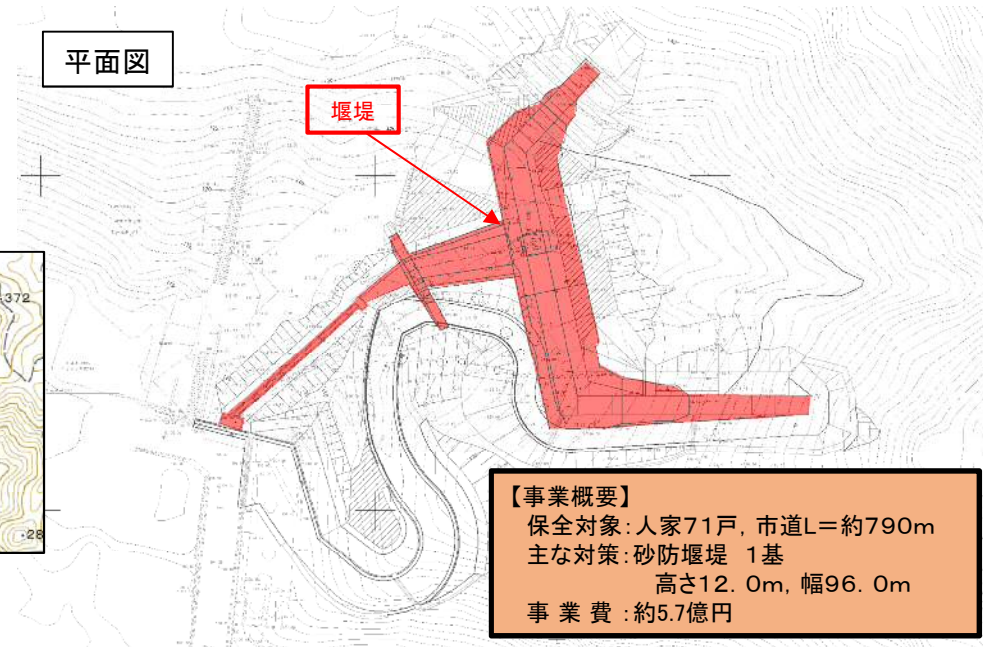 平面図
堰堤
372
28
【事業概要】
保全対象:人家71戸, 市道L=約790m
主な対策:砂防堰堤 1基
高さ12. 0m, 幅96. 0m
事 業 費 :約5.7億円